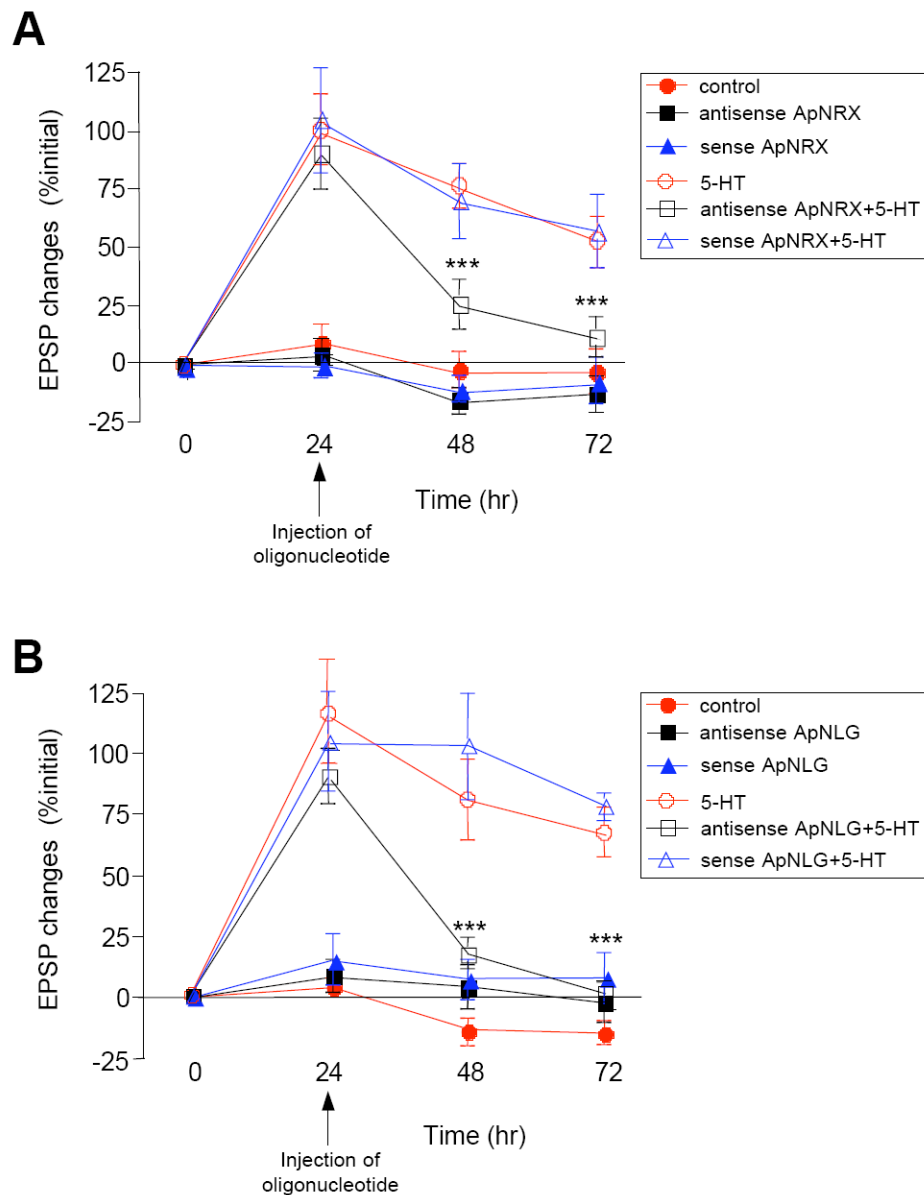 A
EPSP changes (%initial)
125
100
75
50
25
0
-25
***
***
0 24 48 72
Time (hr)
Injection of
oligonucleotide
control
antisense ApNRX
sense ApNRX
5-HT
antisense ApNRX+5-HT
sense ApNRX+5-HT
B
EPSP changes (%initial)
125
100
75
50
25
0
-25
***
***
0 24 48 72
Time (hr)
Injection of
oligonucleotide
control
antisense ApNLG
sense ApNLG
5-HT
antisense ApNLG+5-HT
sense ApNLG+5-HT